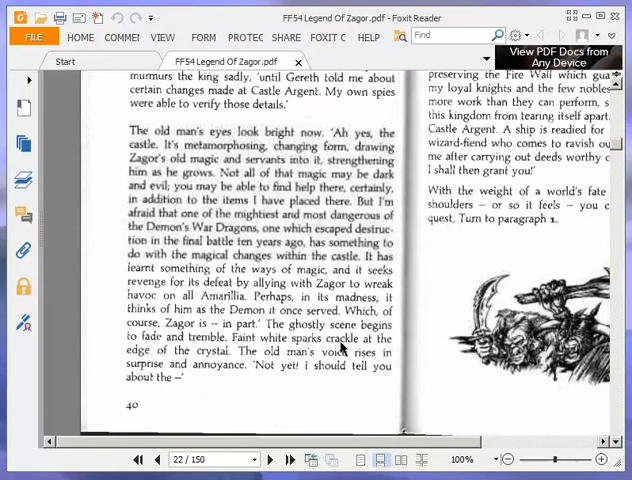 FF54 Legend Of Zagor.pdf - Foxit Reader
FILE HOME COMME VIEW FORM PROTEC SHARE FOXIT C HELP Find
Start FF54 Legend Of Zagor.pdf
View PDF Docs from
Any Device
murmurs the king sadly, 'until Gereth told me about
certain changes made at Castle Argent. My own spies
were able to verify those details.'
The old man's eyes look bright now. 'Ah yes, the
castle. It's metamorphosing, changing form, drawing
Zagor's old magic and servants into it, strengthening
him as he grows. Not all of that magic may be dark
and evil; you may be able to find help there, certainly,
in addition to the items I have placed there. But I'm
afraid that one of the mightiest and most dangerous of
the Demon's War Dragons, one which escaped destruc-
tion in the final battle ten years ago, has something to
do with the magical changes within the castle. It has
learnt something of the ways of magic, and it seeks
revenge for its defeat by allying with Zagor to wreak
havoc on all Amarillia. Perhaps, in its madness, it
thinks of him as the Demon it once served. Which, of
course, Zagor is – in part.' The ghostly scene begins
to fade and tremble. Faint white sparks crackle at the
edge of the crystal. The old man's voice rises in
surprise and annoyance. 'Not yet! I should tell you
about the –'
40
preserving the Fire Wall which gua
my loyal knights and the few nobles
more work than they can perform, s
this kingdom from tearing itself apart.
Castle Argent. A ship is readied for
wizard-fiend who comes to ravish ou
me after carrying out deeds worthy o
I shall then grant you!'
With the weight of a world's fate
shoulders – or so it feels – you c
quest. Turn to paragraph 1.
22 / 150
100%